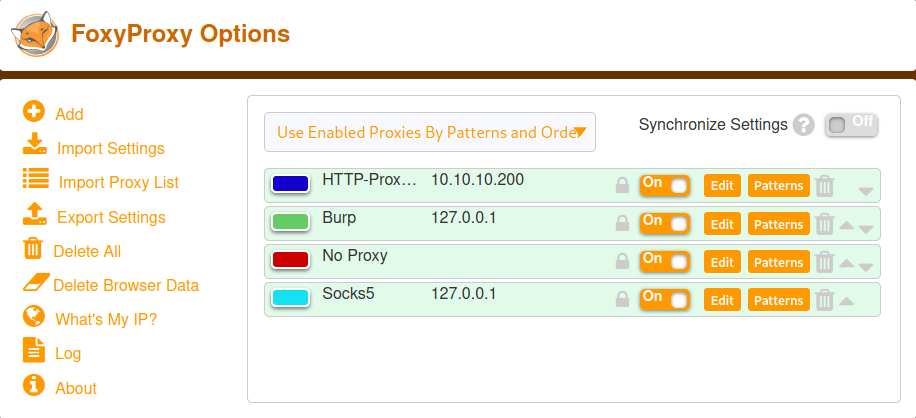 FoxyProxy Options
Add
Import Settings
Import Proxy List
Export Settings
Delete All
Delete Browser Data
What's My IP?
Log
About
Use Enabled Proxies By Patterns and Order
Synchronize Settings ? Off
HTTP-Prox… 10.10.10.200 On Edit Patterns
Burp 127.0.0.1 On Edit Patterns
No Proxy On Edit Patterns
Socks5 127.0.0.1 On Edit Patterns